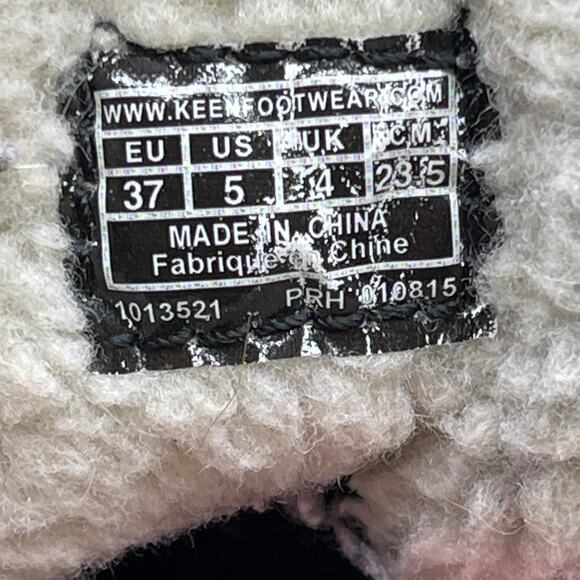 WWW.KEENFOOTWEAR.COM
EU US UK CM
37 5 4 23.5
MADE IN CHINA
Fabriqué en Chine
1013521 PRH 010815